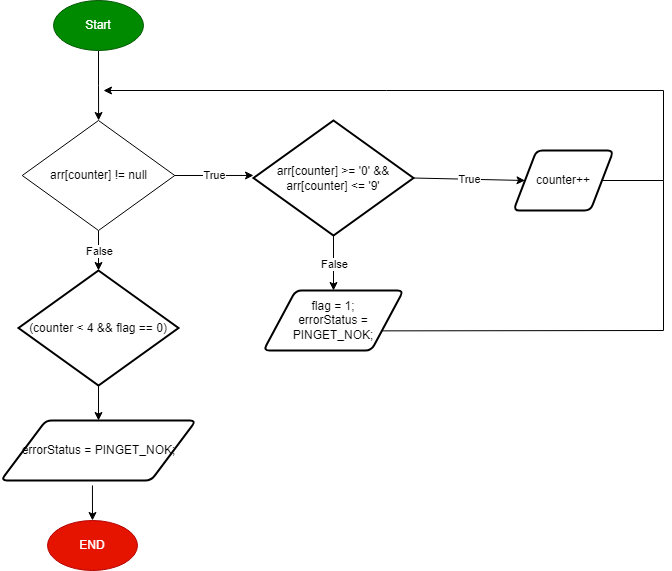 Start
arr[counter] != null
True
arr[counter] >= '0' &&
arr[counter] <= '9'
True
counter++
False
False
(counter < 4 && flag == 0)
flag = 1;
errorStatus =
PINGET_NOK;
errorStatus = PINGET_NOK;
END